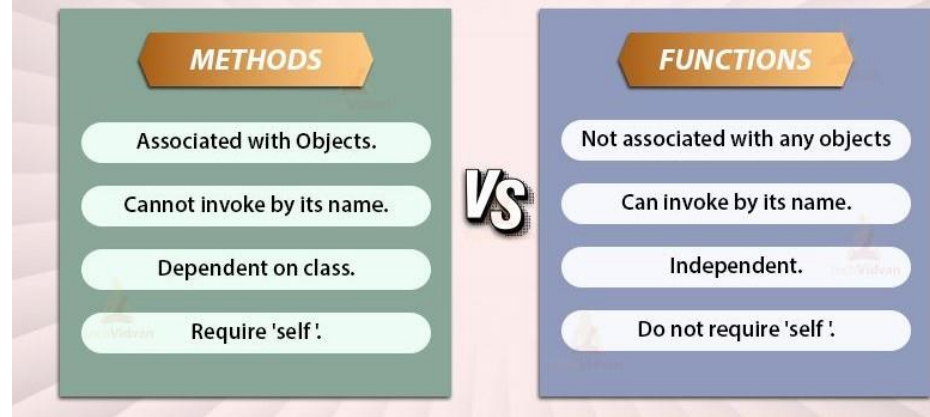 METHODS
Associated with Objects.
Cannot invoke by its name.
Dependent on class.
Require 'self'.
VS
FUNCTIONS
Not associated with any objects
Can invoke by its name.
Independent.
Do not require 'self'.